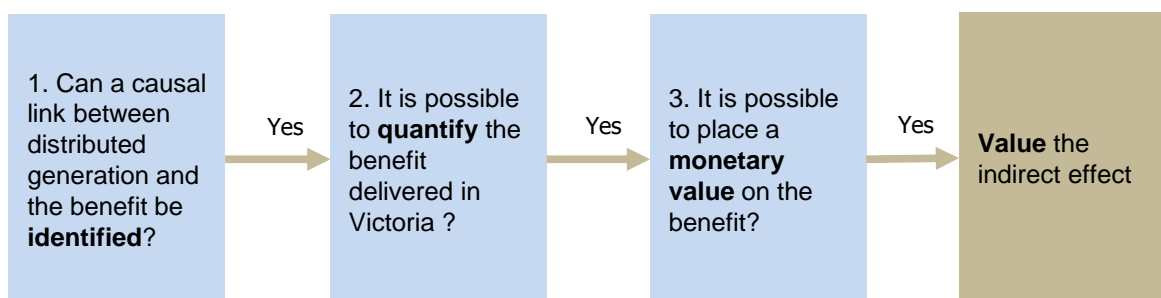 1. Can a causal
link between
distributed
generation and
the benefit be
identified?
Yes
2. It is possible
to quantify the
benefit
delivered in
Victoria ?
Yes
3. It is possible
to place a
monetary
value on the
benefit?
Yes
Value the
indirect effect